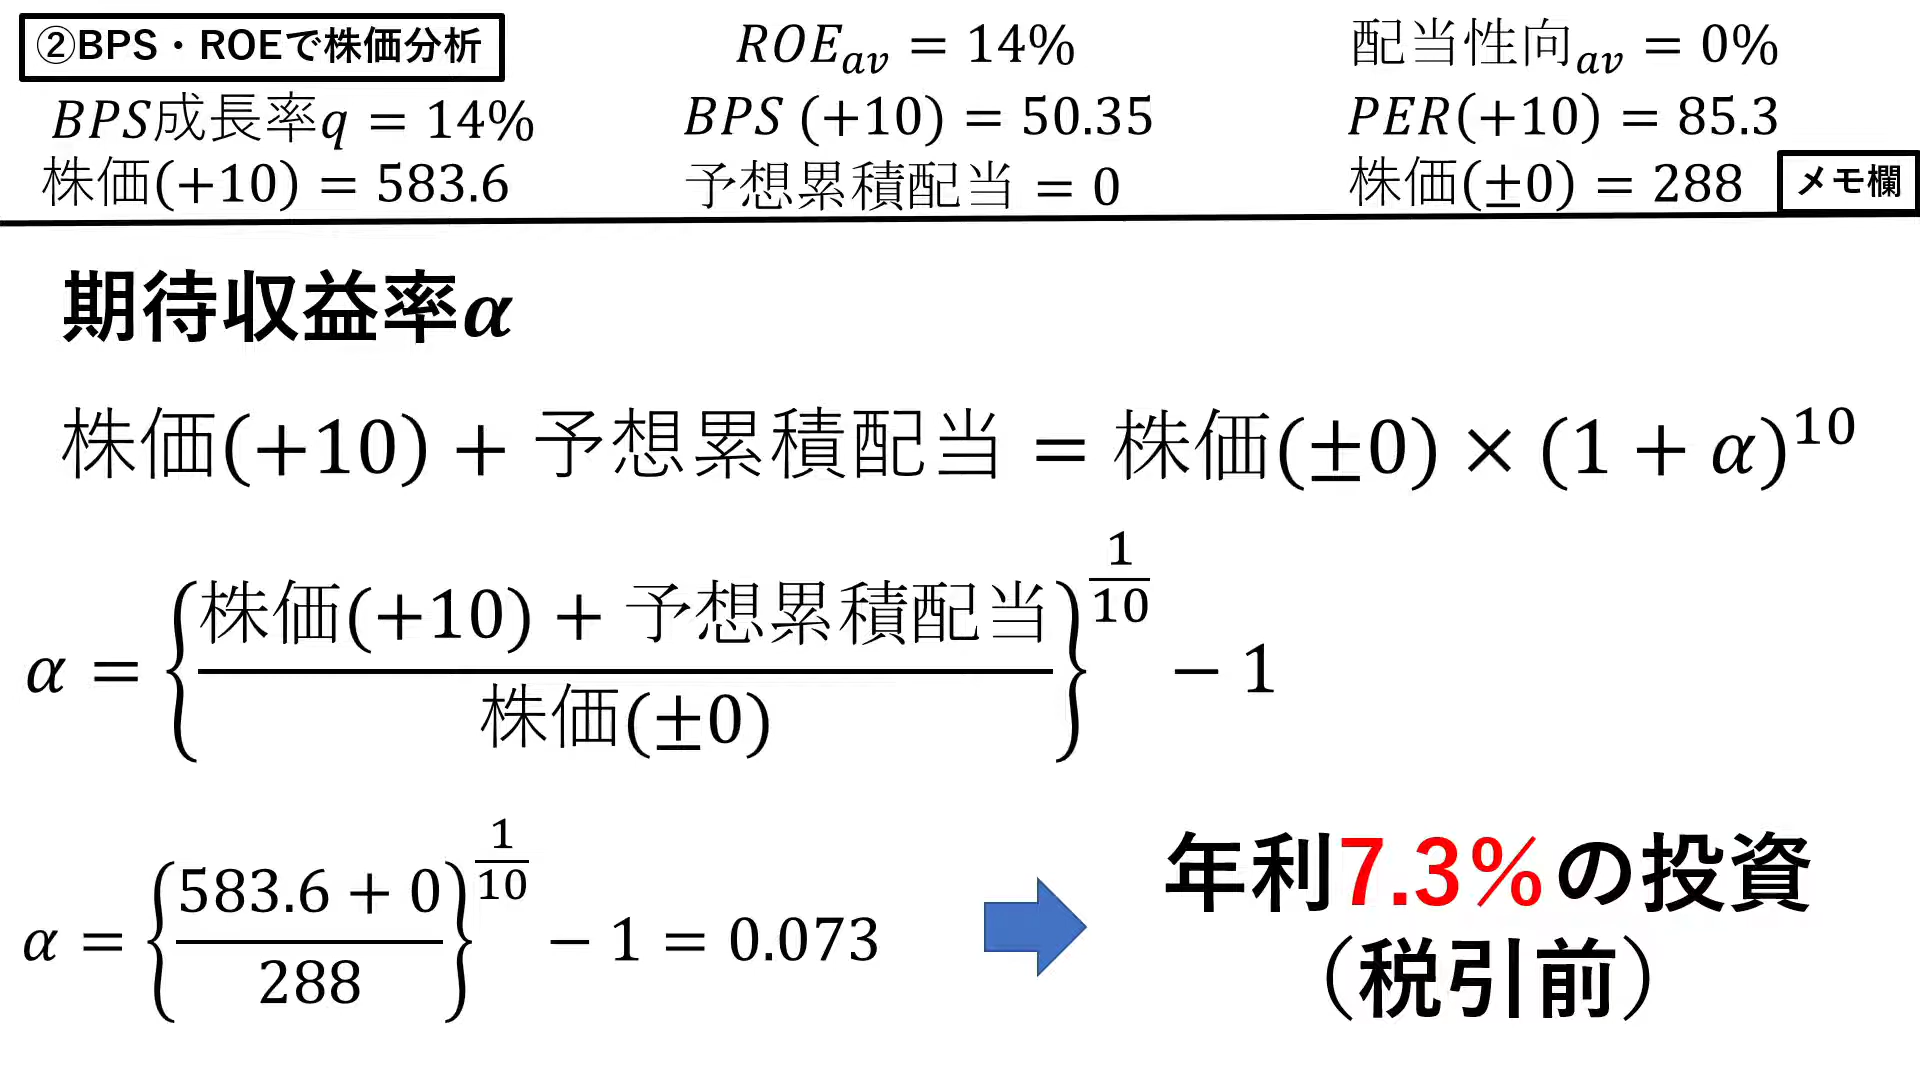 ②BPS・ROEで株価分析
ROE_av = 14%
配当性向_av = 0%
BPS成長率q = 14%
BPS (+10) = 50.35
PER(+10) = 85.3
株価(+10) = 583.6
予想累積配当 = 0
株価(±0) = 288
メモ欄
期待収益率α
株価(+10) + 予想累積配当 = 株価(±0) × (1 + α)^10
α = {(株価(+10) + 予想累積配当) / 株価(±0)}^(1/10) − 1
α = {(583.6 + 0) / 288}^(1/10) − 1 = 0.073
年利7.3%の投資
（税引前）